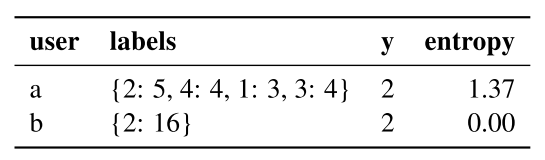 user labels y entropy
a {2: 5, 4: 4, 1: 3, 3: 4} 2 1.37
b {2: 16} 2 0.00